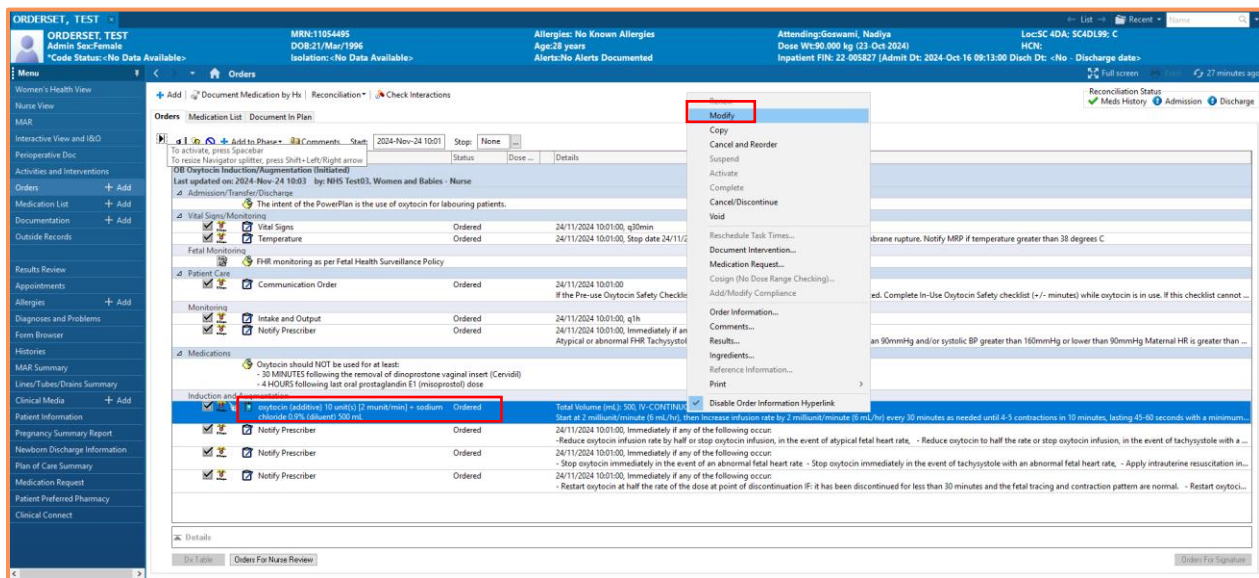 ORDERSET, TEST ×
← List → Recent ▾ Name
ORDERSET, TEST
Admin Sex:Female
*Code Status:<No Data Available>
MRN:11054495
DOB:21/Mar/1996
Isolation:<No Data Available>
Allergies: No Known Allergies
Age:28 years
Alerts:No Alerts Documented
Attending:Goswami, Nadiya
Dose Wt:90.000 kg (23-Oct-2024)
Inpatient FIN: 22-005827 [Admit Dt: 2024-Oct-16 09:13:00 Disch Dt: <No - Discharge date>
Loc:SC 4DA; SC4DL99; C
HCN:
Menu
Orders
Full screen Print 27 minutes ago
Women's Health View
Nurse View
MAR
Interactive View and I&O
Perioperative Doc
Activities and Interventions
Orders + Add
Medication List + Add
Documentation + Add
Outside Records
Results Review
Appointments
Allergies + Add
Diagnoses and Problems
Form Browser
Histories
MAR Summary
Lines/Tubes/Drains Summary
Clinical Media + Add
Patient Information
Pregnancy Summary Report
Newborn Discharge Information
Plan of Care Summary
Medication Request
Patient Preferred Pharmacy
Clinical Connect
+ Add Document Medication by Hx Reconciliation ▾ Check Interactions
Reconciliation Status
Meds History Admission Discharge
Orders Medication List Document In Plan
+ Add to Phase ▾ Comments Start: 2024-Nov-24 10:01 Stop: None ...
To activate, press Spacebar
To resize Navigator splitter, press Shift+Left/Right arrow
Status Dose ... Details
OB Oxytocin Induction/Augmentation (Initiated)
Last updated on: 2024-Nov-24 10:03 by: NHS Test03, Women and Babies - Nurse
Admission/Transfer/Discharge
The intent of the PowerPlan is the use of oxytocin for labouring patients.
Vital Signs/Monitoring
Vital Signs Ordered 24/11/2024 10:01:00, q30min
Temperature Ordered 24/11/2024 10:01:00, Stop date 24/11/2 brane rupture. Notify MRP if temperature greater than 38 degrees C
Fetal Monitoring
FHR monitoring as per Fetal Health Surveillance Policy
Patient Care
Communication Order Ordered 24/11/2024 10:01:00
If the Pre-use Oxytocin Safety Checklis ed. Complete In-Use Oxytocin Safety checklist (+/- minutes) while oxytocin is in use. If this checklist cannot ...
Monitoring
Intake and Output Ordered 24/11/2024 10:01:00, q1h
Notify Prescriber Ordered 24/11/2024 10:01:00, Immediately if an
Atypical or abnormal FHR Tachysystol an 90mmHg and/or systolic BP greater than 160mmHg or lower than 90mmHg Maternal HR is greater than ...
Medications
Oxytocin should NOT be used for at least:
- 30 MINUTES following the removal of dinoprostone vaginal insert (Cervidil)
- 4 HOURS following last oral prostaglandin E1 (misoprostol) dose
Induction and Augmentation
oxytocin (additive) 10 unit(s) [2 munit/min] + sodium Ordered Total Volume (mL): 500, IV-CONTINUO
chloride 0.9% (diluent) 500 mL Start at 2 milliunit/minute (6 mL/hr), then Increase infusion rate by 2 milliunit/minute (6 mL/hr) every 30 minutes as needed until 4-5 contractions in 10 minutes, lasting 45-60 seconds with a minimum...
Notify Prescriber Ordered 24/11/2024 10:01:00, Immediately if any of the following occur:
-Reduce oxytocin infusion rate by half or stop oxytocin infusion, in the event of atypical fetal heart rate, - Reduce oxytocin to half the rate or stop oxytocin infusion, in the event of tachysystole with a ...
Notify Prescriber Ordered 24/11/2024 10:01:00, Immediately if any of the following occur:
- Stop oxytocin immediately in the event of an abnormal fetal heart rate - Stop oxytocin immediately in the event of tachysystole with an abnormal fetal heart rate, - Apply intrauterine resuscitation in...
Notify Prescriber Ordered 24/11/2024 10:01:00, Immediately if any of the following occur:
- Restart oxytocin at half the rate of the dose at point of discontinuation IF: it has been discontinued for less than 30 minutes and the fetal tracing and contraction pattern are normal. - Restart oxytoci...
Modify
Copy
Cancel and Reorder
Suspend
Activate
Complete
Cancel/Discontinue
Void
Reschedule Task Times...
Document Intervention...
Medication Request...
Cosign (No Dose Range Checking)...
Add/Modify Compliance
Order Information...
Comments...
Results...
Ingredients...
Reference Information...
Print >
Disable Order Information Hyperlink
Details
Dx Table Orders For Nurse Review
Orders For Signature